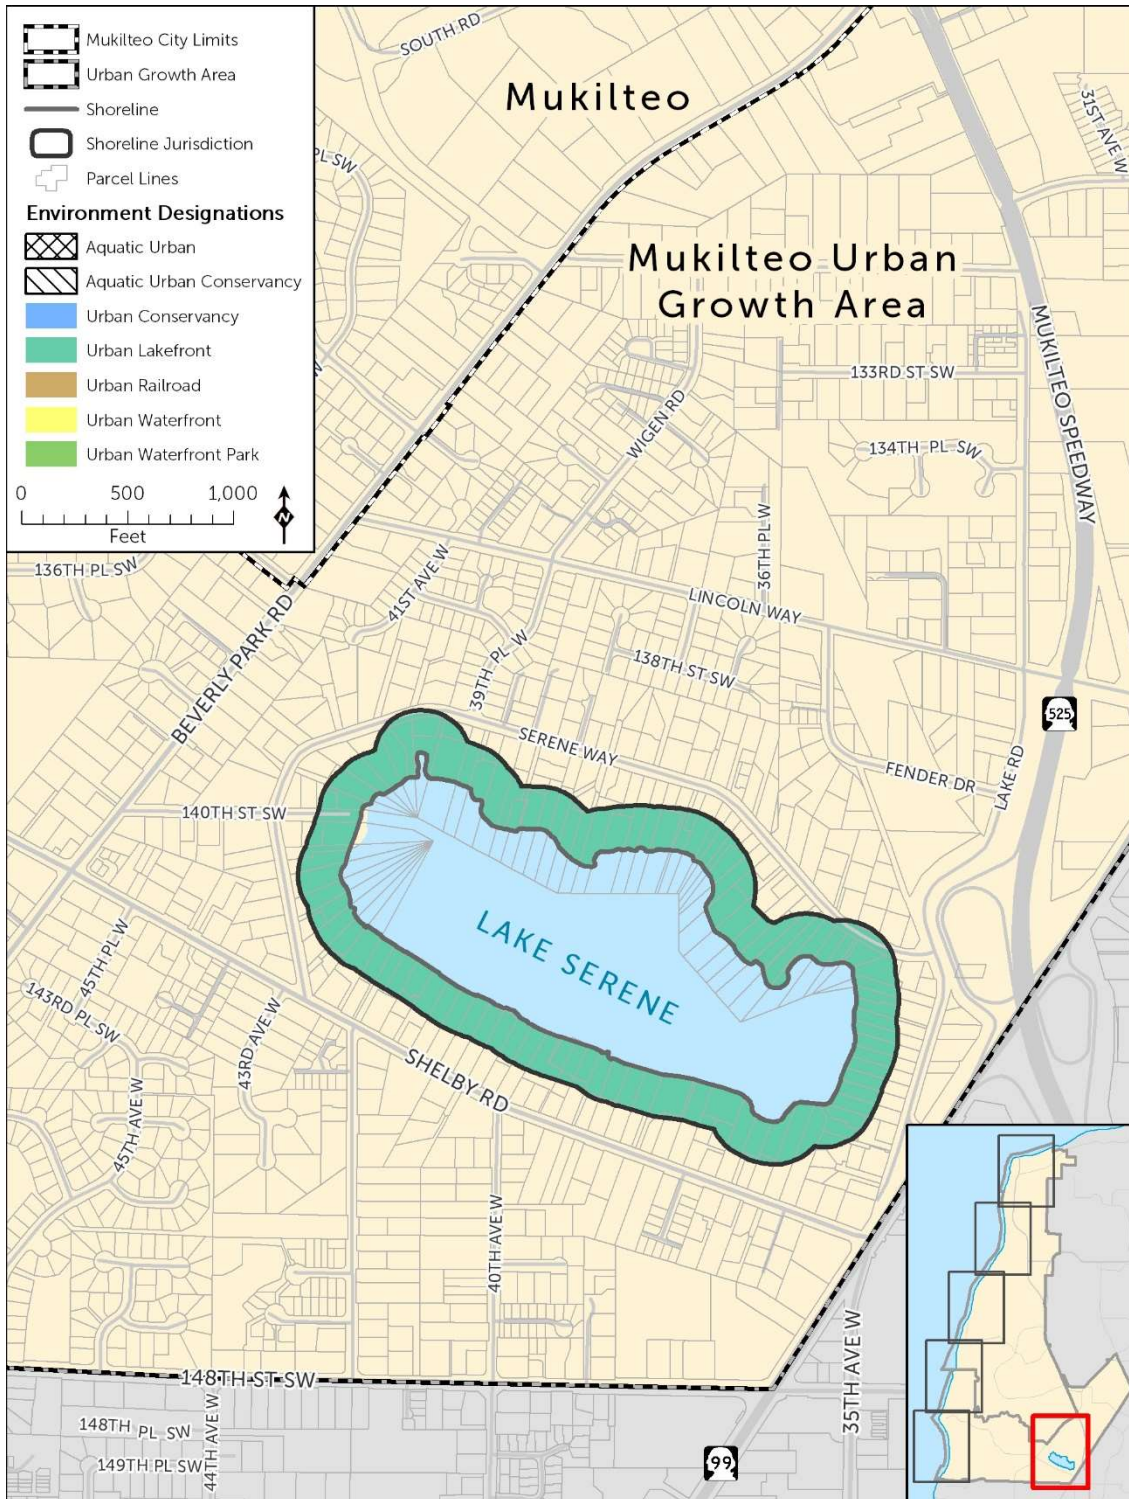 Mukilteo City Limits
Urban Growth Area
Shoreline
Shoreline Jurisdiction
Parcel Lines
Environment Designations
Aquatic Urban
Aquatic Urban Conservancy
Urban Conservancy
Urban Lakefront
Urban Railroad
Urban Waterfront
Urban Waterfront Park
0 500 1,000
Feet
N
SOUTH RD
Mukilteo
31ST AVE W
PL SW
W
Mukilteo Urban
Growth Area
MUKILTEO SPEEDWAY
133RD ST SW
WIGEN RD
134TH PL SW
36TH PL W
136TH PL SW
41ST AVE W
LINCOLN WAY
BEVERLY PARK RD
39TH PL W
138TH ST SW
525
SERENE WAY
FENDER DR
LAKE RD
140TH ST SW
LAKE SERENE
45TH PL W
143RD PL SW
43RD AVE W
SHELBY RD
45TH AVE W
40TH AVE W
35TH AVE W
148TH ST SW
148TH PL SW
44TH AVE W
149TH PL SW
99